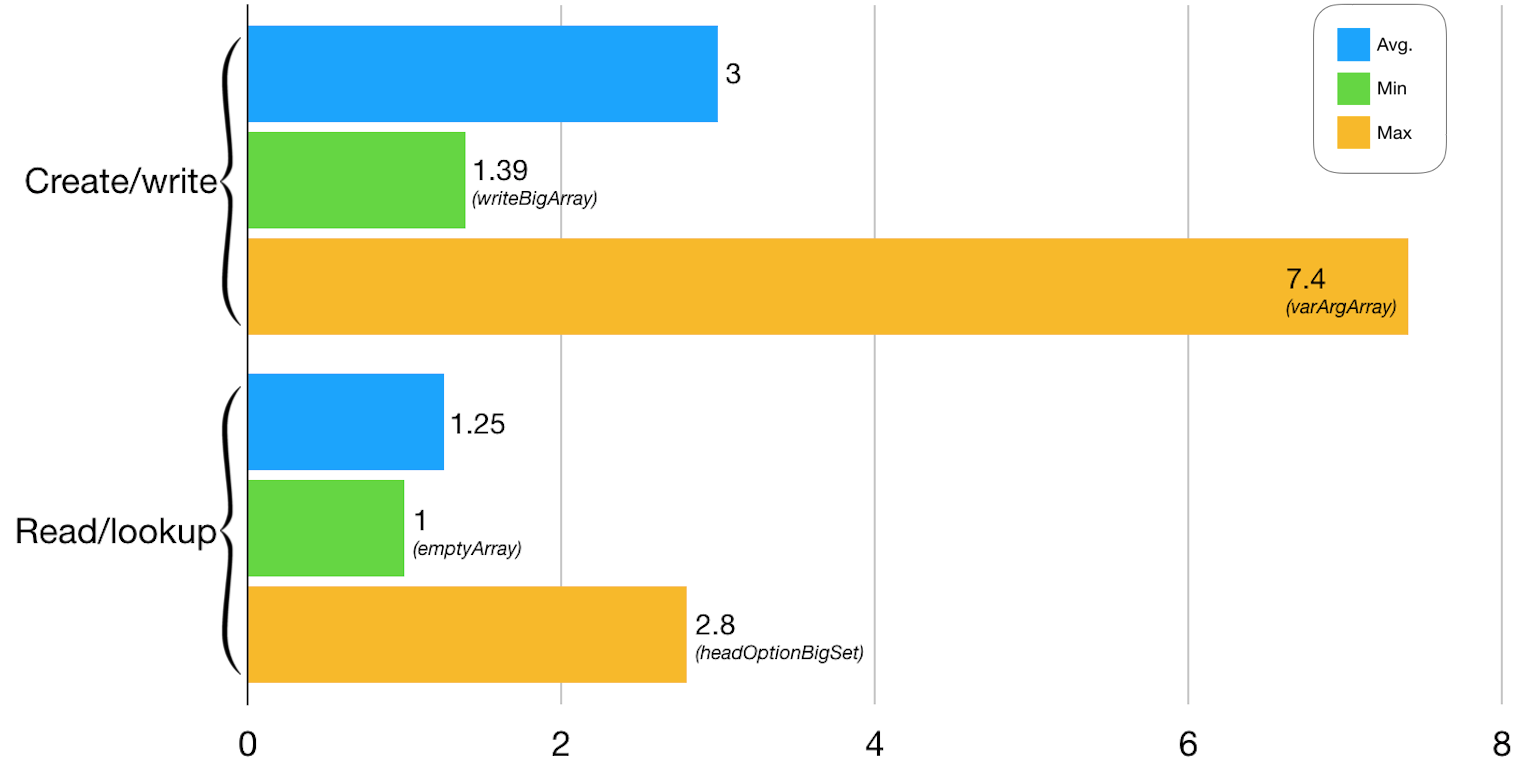 Avg.
Min
Max
Create/write
3
1.39
(writeBigArray)
7.4
(varArgArray)
Read/lookup
1.25
1
(emptyArray)
2.8
(headOptionBigSet)
0 2 4 6 8